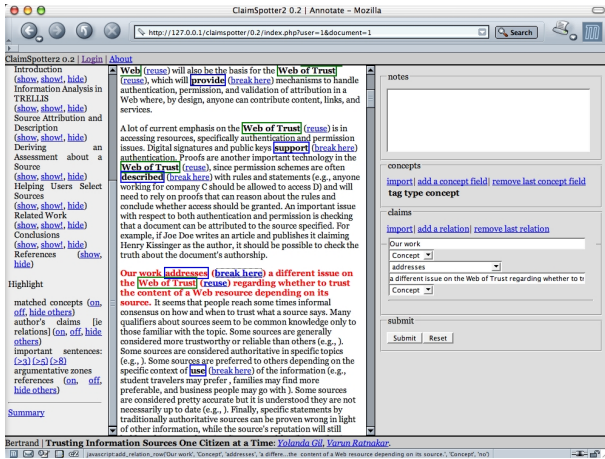 ClaimSpotter2 0.2 | Annotate - Mozilla
http://127.0.0.1/claimspotter/0.2/index.php?user=1&document=1
Search
ClaimSpotter2 0.2 | Login | About
Introduction
(show, show!, hide)
Information Analysis in
TRELLIS
(show, show!, hide)
Source Attribution and
Description
(show, show!, hide)
Deriving an
Assessment about a
Source
(show, show!, hide)
Helping Users Select
Sources
(show, show!, hide)
Related Work
(show, show!, hide)
Conclusions
(show, show!, hide)
References (show,
hide)
Highlight
matched concepts (on,
off, hide others)
author's claims [ie
relations] (on, off, hide
others)
important sentences:
(>3) (>5) (>8)
argumentative zones
references (on, off,
hide others)
Summary
Web (reuse) will also be the basis for the Web of Trust
(reuse), which will provide (break here) mechanisms to handle
authentication, permission, and validation of attribution in a
Web where, by design, anyone can contribute content, links, and
services.
A lot of current emphasis on the Web of Trust (reuse) is in
accessing resources, specifically authentication and permission
issues. Digital signatures and public keys support (break here)
authentication. Proofs are another important technology in the
Web of Trust (reuse), since permission schemes are often
described (break here) with rules and statements (e.g., anyone
working for company C should be allowed to access D) and will
need to rely on proofs that can reason about the rules and
conclude whether access should be granted. An important issue
with respect to both authentication and permission is checking
that a document can be attributed to the source specified. For
example, if Joe Doe writes an article and publishes it claiming
Henry Kissinger as the author, it should be possible to check the
truth about the document's authorship.
Our work addresses (break here) a different issue on
the Web of Trust (reuse) regarding whether to trust
the content of a Web resource depending on its
source. It seems that people reach some times informal
consensus on how and when to trust what a source says. Many
qualifiers about sources seem to be common knowledge only to
those familiar with the topic. Some sources are generally
considered more trustworthy or reliable than others (e.g., ).
Some sources are considered authoritative in specific topics
(e.g., ). Some sources are preferred to others depending on the
specific context of use (break here) of the information (e.g.,
student travelers may prefer , families may find more
preferable, and business people may go with ). Some sources
are considered pretty accurate but it is understood they are not
necessarily up to date (e.g., ). Finally, specific statements by
traditionally authoritative sources can be proven wrong in light
of other information, while the source's reputation will still
notes
concepts
import| add a concept field| remove last concept field
tag type concept
claims
import| add a relation| remove last relation
Our work
Concept
addresses
a different issue on the Web of Trust regarding whether to tr
Concept
submit
Submit Reset
Bertrand | Trusting Information Sources One Citizen at a Time: Yolanda Gil, Varun Ratnakar.
javascript:add_relation_row('Our work', 'Concept', 'addresses', 'a differe...the content of a Web resource depending on its source.', 'Concept', 'no')